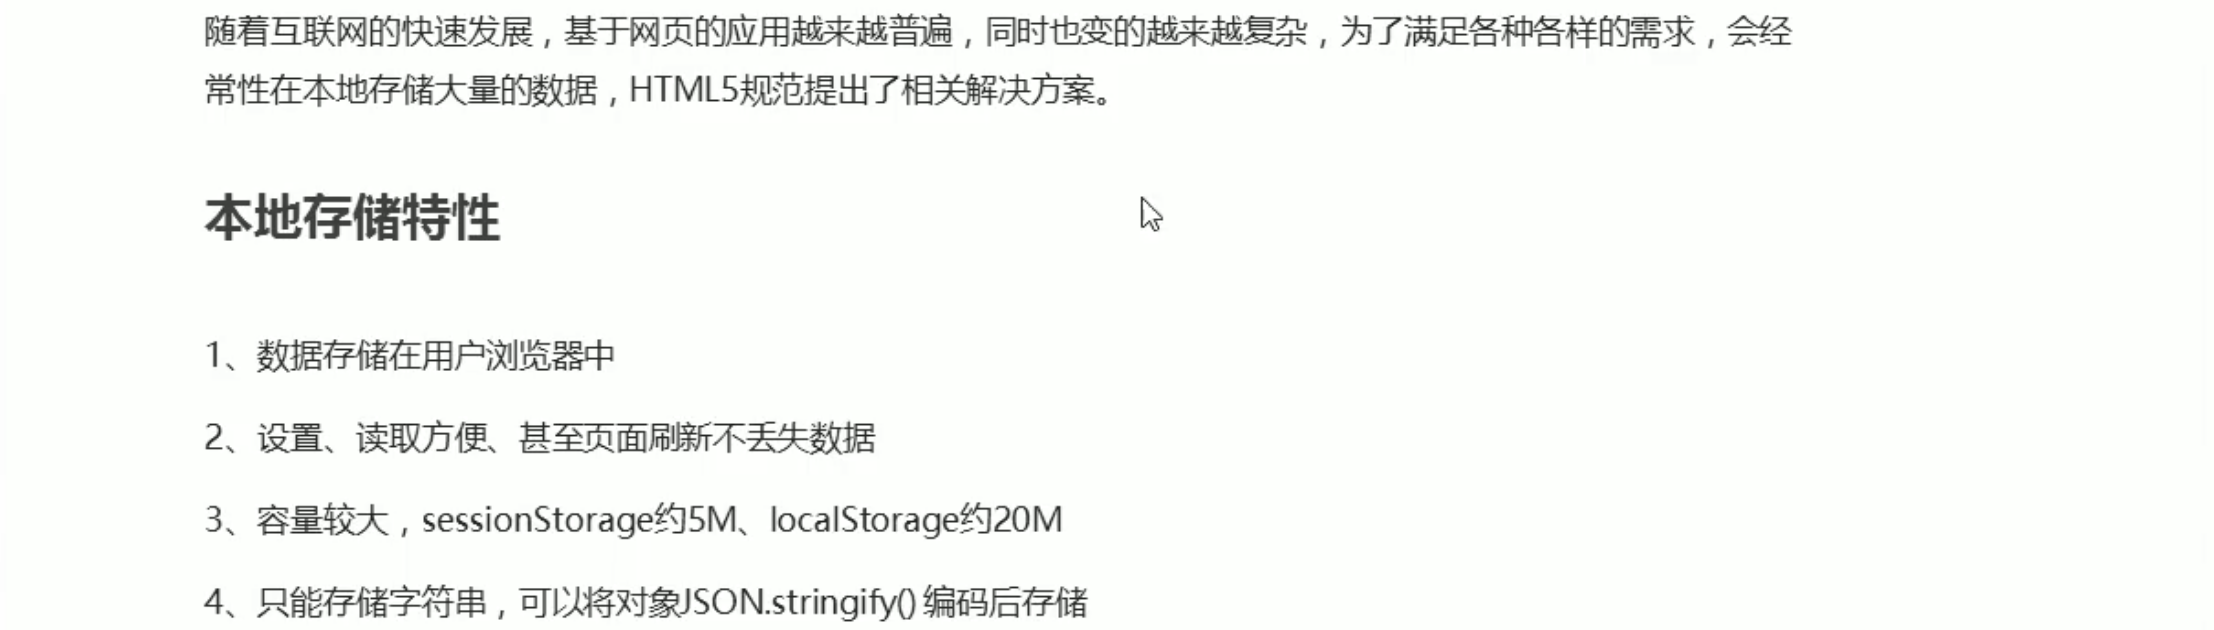 随着互联网的快速发展，基于网页的应用越来越普遍，同时也变的越来越复杂，为了满足各种各样的需求，会经
常性在本地存储大量的数据，HTML5规范提出了相关解决方案。
本地存储特性
1、数据存储在用户浏览器中
2、设置、读取方便、甚至页面刷新不丢失数据
3、容量较大，sessionStorage约5M、localStorage约20M
4、只能存储字符串，可以将对象JSON.stringify() 编码后存储